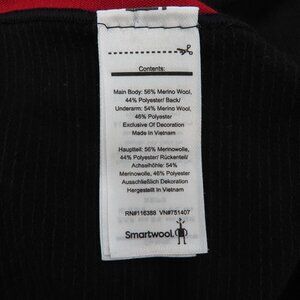 Contents:
Main Body: 56% Merino Wool,
44% Polyester/ Back/
Underarm: 54% Merino Wool,
46% Polyester
Exclusive Of Decoration
Made In Vietnam
Hauptteil: 56% Merinowolle,
44% Polyester/ Rückenteil/
Achselhöhle: 54%
Merinowolle, 46% Polyester
Ausschließlich Dekoration
Hergestellt In Vietnam
RN#116388 VN#751407
Smartwool